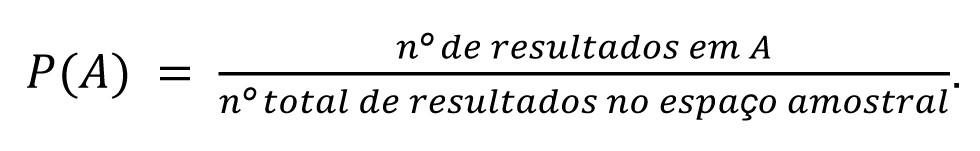 P(A) = nº de resultados em A / nº total de resultados no espaço amostral.